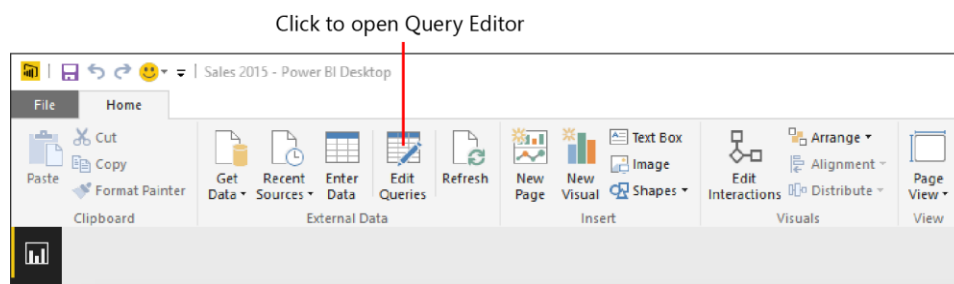 Click to open Query Editor
Sales 2015 - Power BI Desktop
File Home
Cut
Copy
Format Painter
Paste
Clipboard
Get Data
Recent Sources
Enter Data
Edit Queries
Refresh
External Data
New Page
New Visual
Text Box
Image
Shapes
Insert
Edit Interactions
Arrange
Alignment
Distribute
Visuals
Page View
View